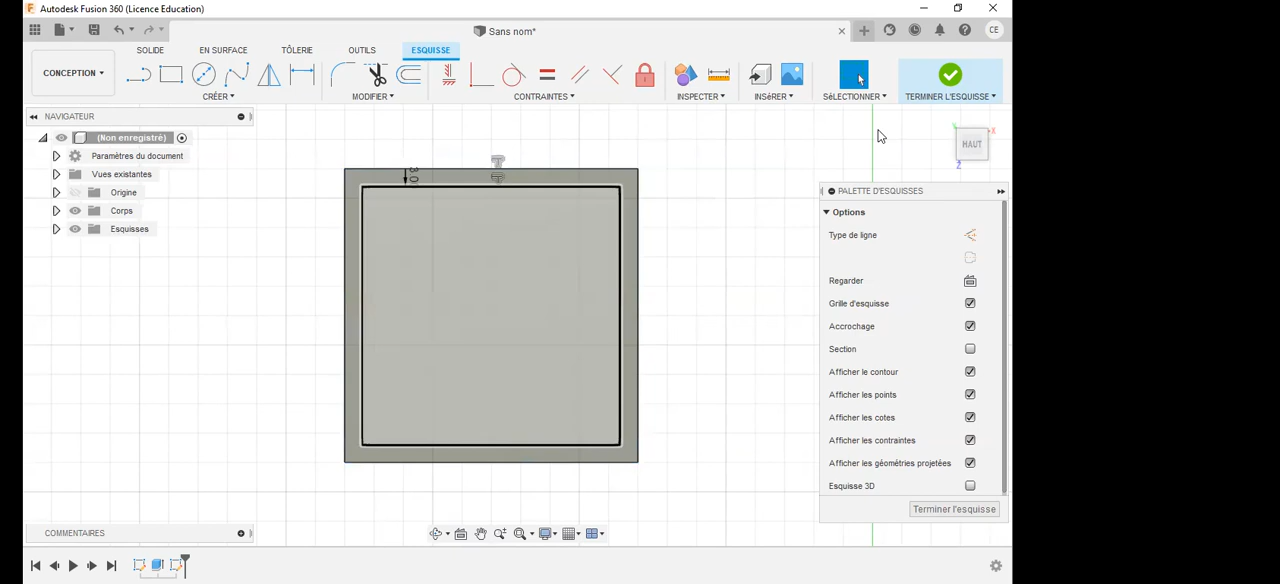 Autodesk Fusion 360 (Licence Education)
Sans nom*
CE
CONCEPTION
SOLIDE EN SURFACE TÔLERIE OUTILS ESQUISSE
CRÉER MODIFIER CONTRAINTES INSPECTER INSÉRER SÉLECTIONNER TERMINER L'ESQUISSE
NAVIGATEUR
(Non enregistré)
Paramètres du document
Vues existantes
Origine
Corps
Esquisses
HAUT
X
Y
Z
PALETTE D'ESQUISSES
Options
Type de ligne
Regarder
Grille d'esquisse
Accrochage
Section
Afficher le contour
Afficher les points
Afficher les cotes
Afficher les contraintes
Afficher les géométries projetées
Esquisse 3D
Terminer l'esquisse
COMMENTAIRES